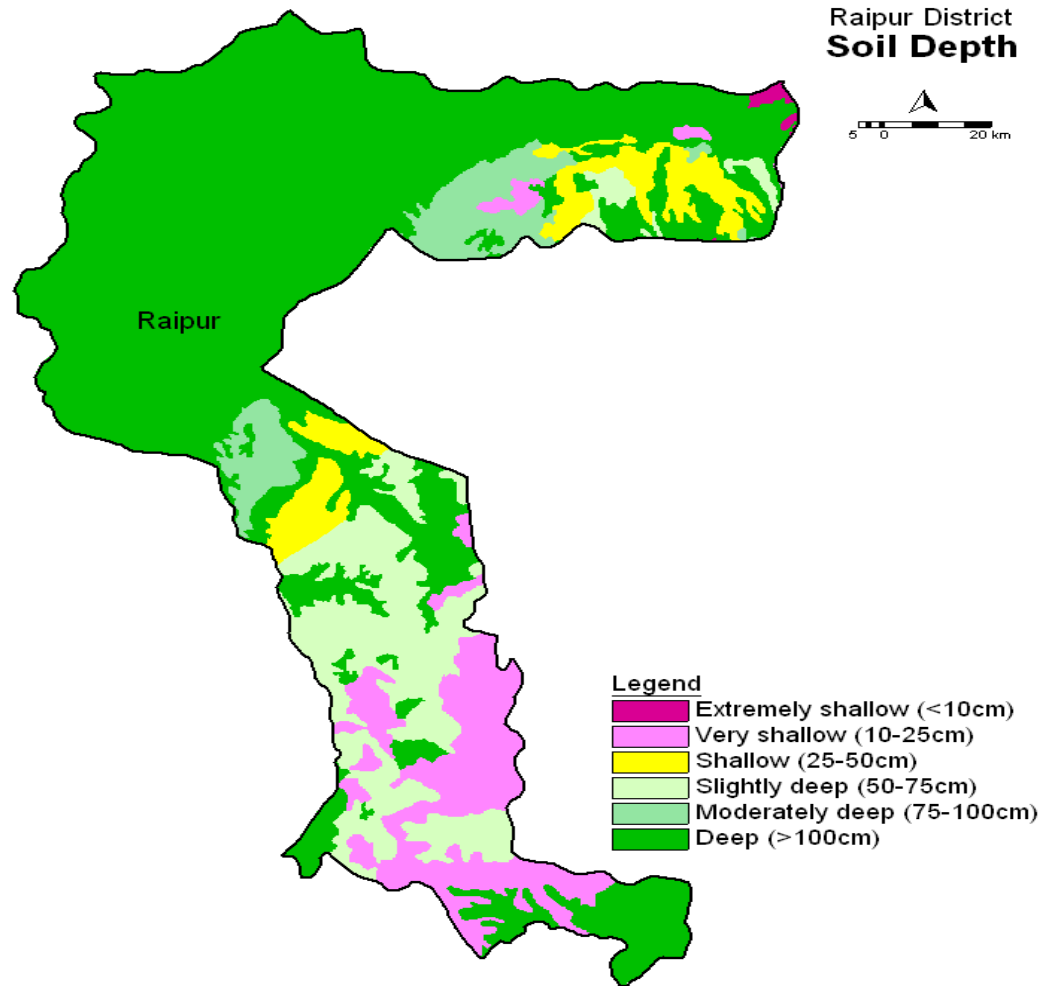 Raipur District
Soil Depth
5 0 20 km
Raipur
Legend
Extremely shallow (<10cm)
Very shallow (10-25cm)
Shallow (25-50cm)
Slightly deep (50-75cm)
Moderately deep (75-100cm)
Deep (>100cm)